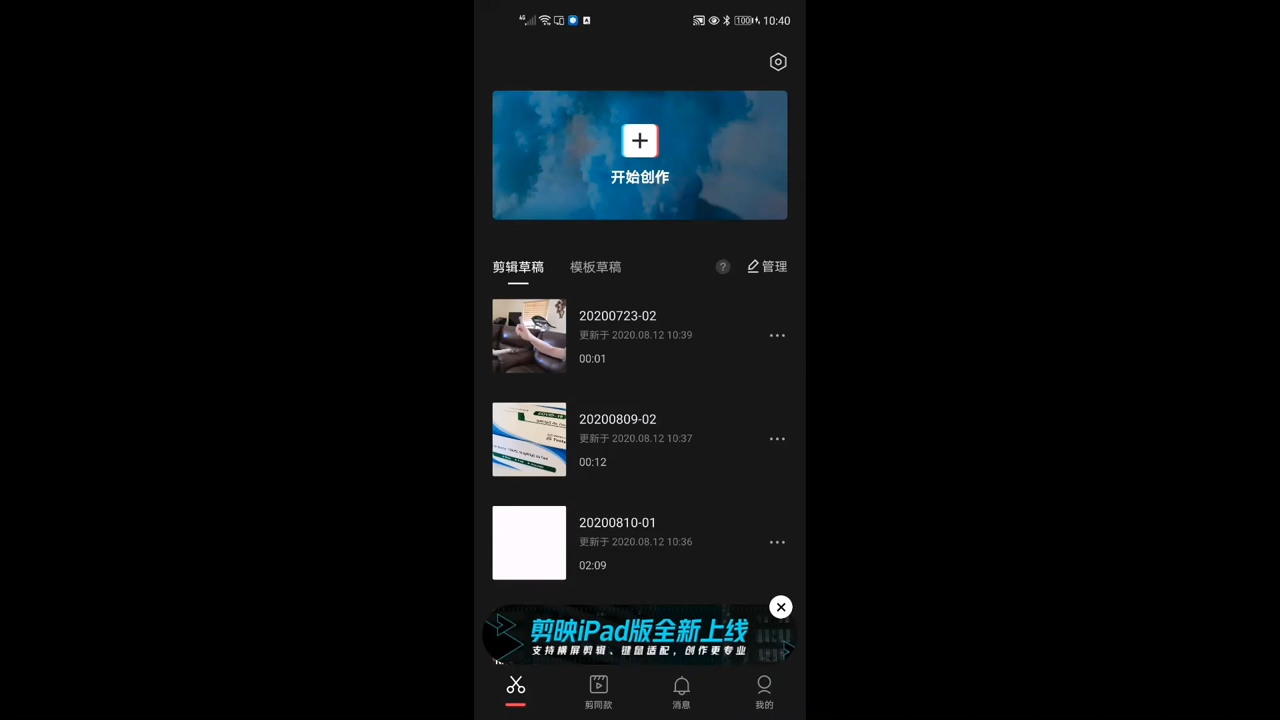 4G 100 10:40
开始创作
剪辑草稿 模板草稿 ? 管理
20200723-02
更新于 2020.08.12 10:39
00:01
20200809-02
更新于 2020.08.12 10:37
00:12
20200810-01
更新于 2020.08.12 10:36
02:09
剪映iPad版全新上线
支持横屏剪辑、键鼠适配，创作更专业
剪同款 消息 我的